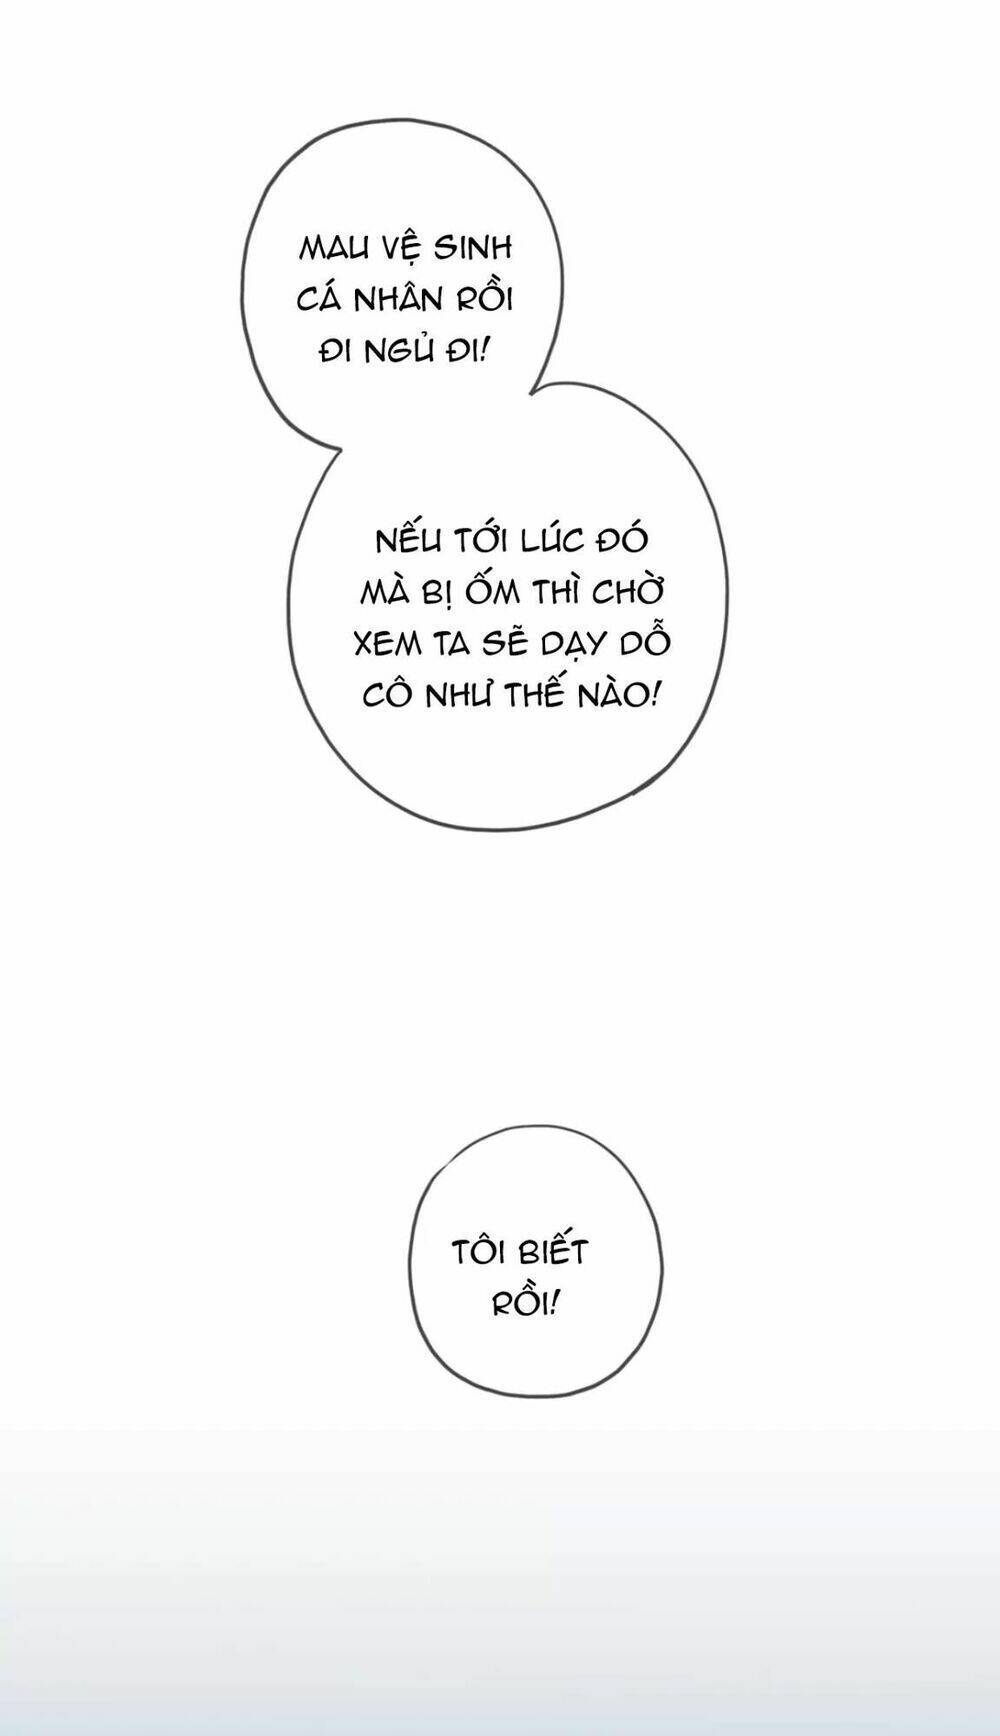 MAU VỆ SINH
CÁ NHÂN RỒI
ĐI NGỦ ĐI!
NẾU TỚI LÚC ĐÓ
MÀ BỊ ỐM THÌ CHỜ
XEM TA SẼ DẠY DỖ
CÔ NHƯ THẾ NÀO!
TÔI BIẾT
RỒI!